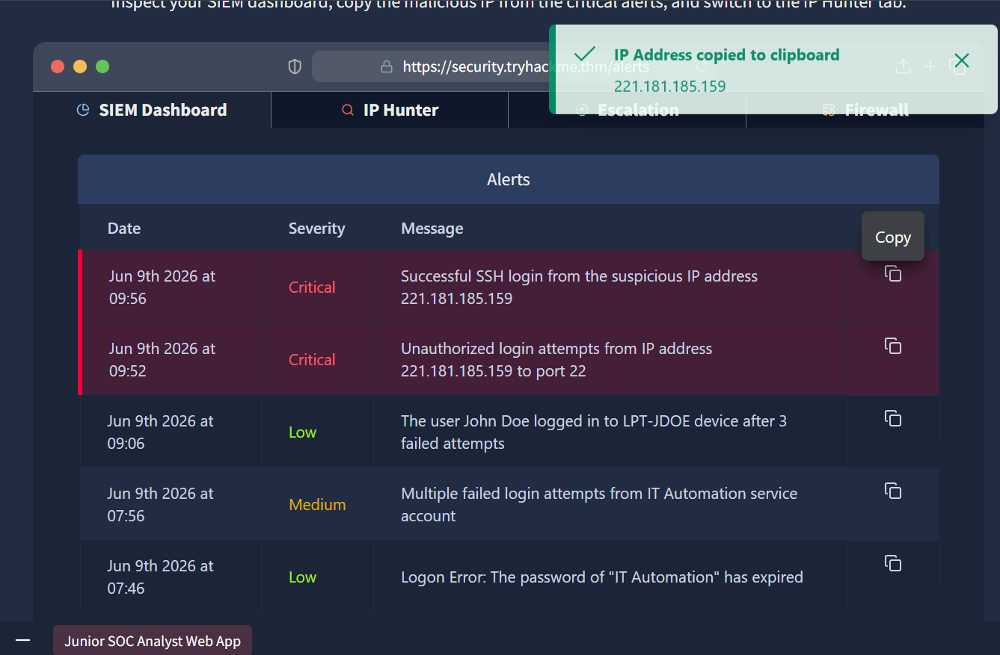 inspect your SIEM dashboard, copy the malicious IP from the critical alerts, and switch to the IP Hunter tab.
IP Address copied to clipboard
221.181.185.159
https://security.tryhackme.thm/alerts
SIEM Dashboard
IP Hunter
Escalation
Firewall
Alerts
Date Severity Message
Copy
Jun 9th 2026 at
09:56
Critical
Successful SSH login from the suspicious IP address
221.181.185.159
Jun 9th 2026 at
09:52
Critical
Unauthorized login attempts from IP address
221.181.185.159 to port 22
Jun 9th 2026 at
09:06
Low
The user John Doe logged in to LPT-JDOE device after 3
failed attempts
Jun 9th 2026 at
07:56
Medium
Multiple failed login attempts from IT Automation service
account
Jun 9th 2026 at
07:46
Low
Logon Error: The password of "IT Automation" has expired
Junior SOC Analyst Web App